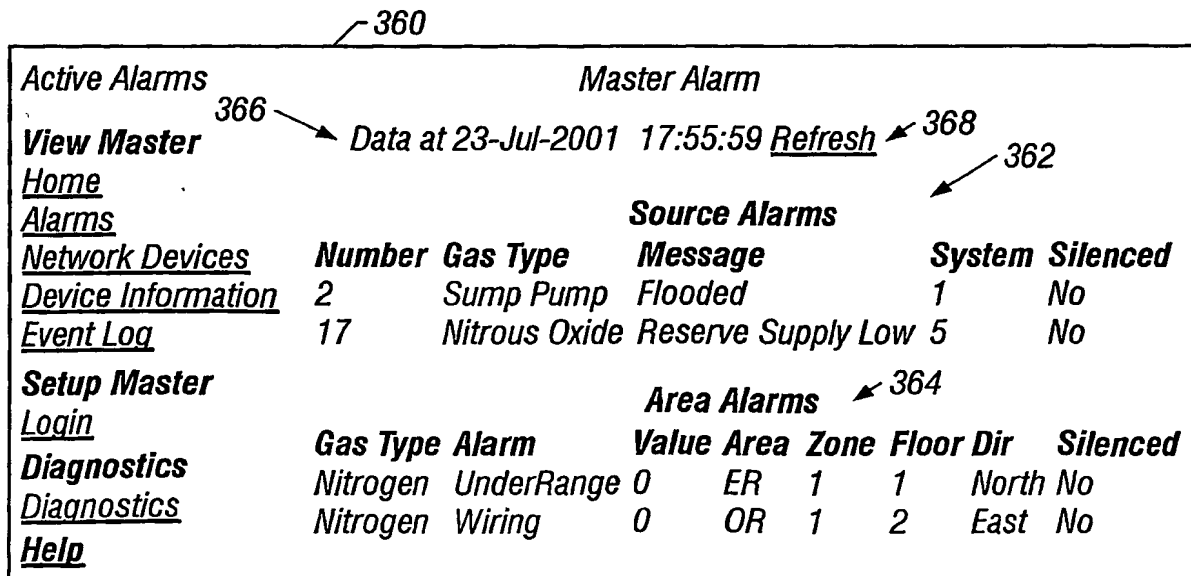 360
Active Alarms Master Alarm
366 Data at 23-Jul-2001 17:55:59 Refresh 368
View Master
Home
362
Alarms Source Alarms
Network Devices Number Gas Type Message System Silenced
Device Information 2 Sump Pump Flooded 1 No
Event Log 17 Nitrous Oxide Reserve Supply Low 5 No
Setup Master
Area Alarms 364
Login
Gas Type Alarm Value Area Zone Floor Dir Silenced
Diagnostics
Nitrogen UnderRange 0 ER 1 1 North No
Diagnostics
Nitrogen Wiring 0 OR 1 2 East No
Help